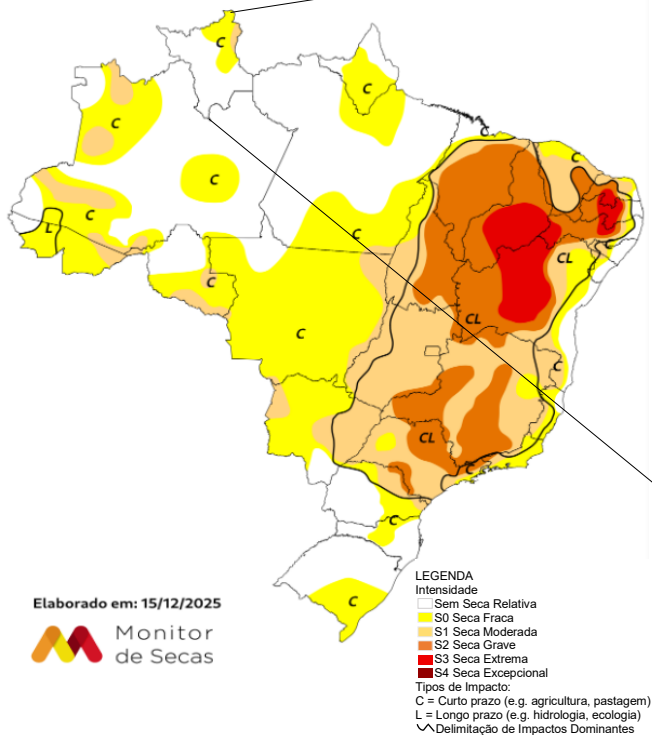 C
C
C
C
C
L
C
C
C
C
CL
C
CL
C
C
CL
C
C
C
Elaborado em: 15/12/2025
Monitor
de Secas
LEGENDA
Intensidade
Sem Seca Relativa
S0 Seca Fraca
S1 Seca Moderada
S2 Seca Grave
S3 Seca Extrema
S4 Seca Excepcional
Tipos de Impacto:
C = Curto prazo (e.g. agricultura, pastagem)
L = Longo prazo (e.g. hidrologia, ecologia)
Delimitação de Impactos Dominantes